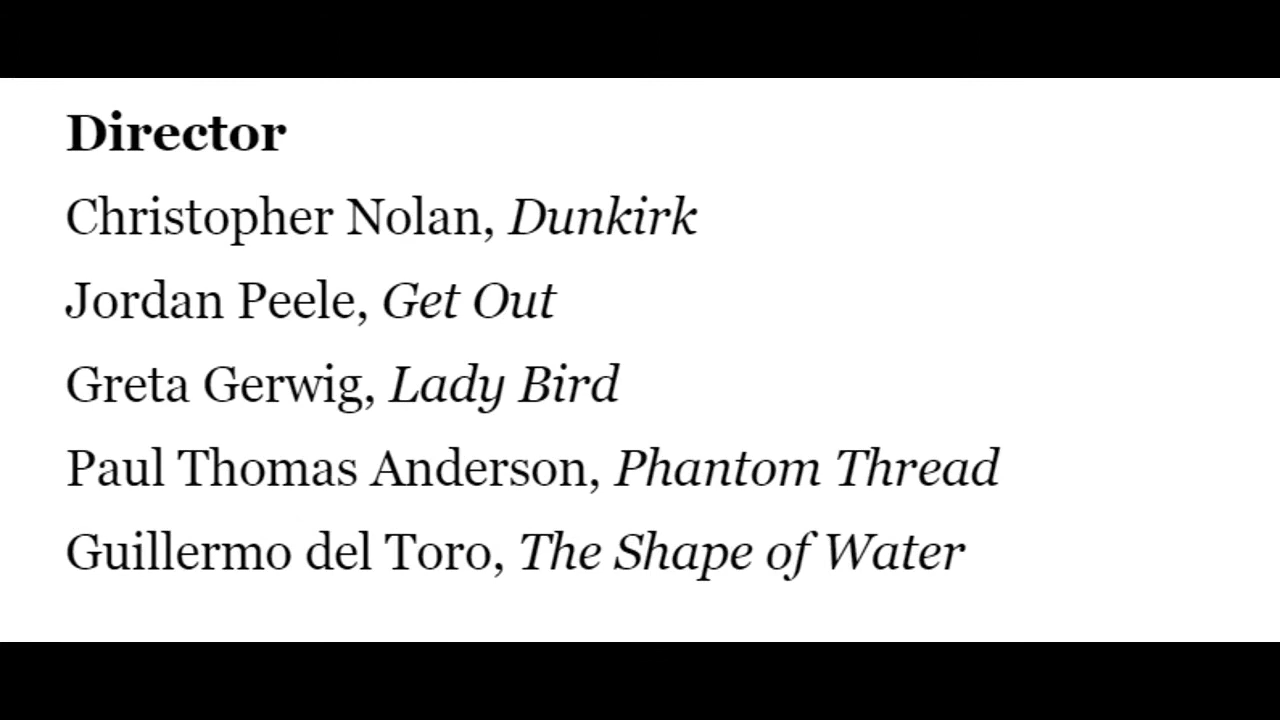 Director
Christopher Nolan, Dunkirk
Jordan Peele, Get Out
Greta Gerwig, Lady Bird
Paul Thomas Anderson, Phantom Thread
Guillermo del Toro, The Shape of Water